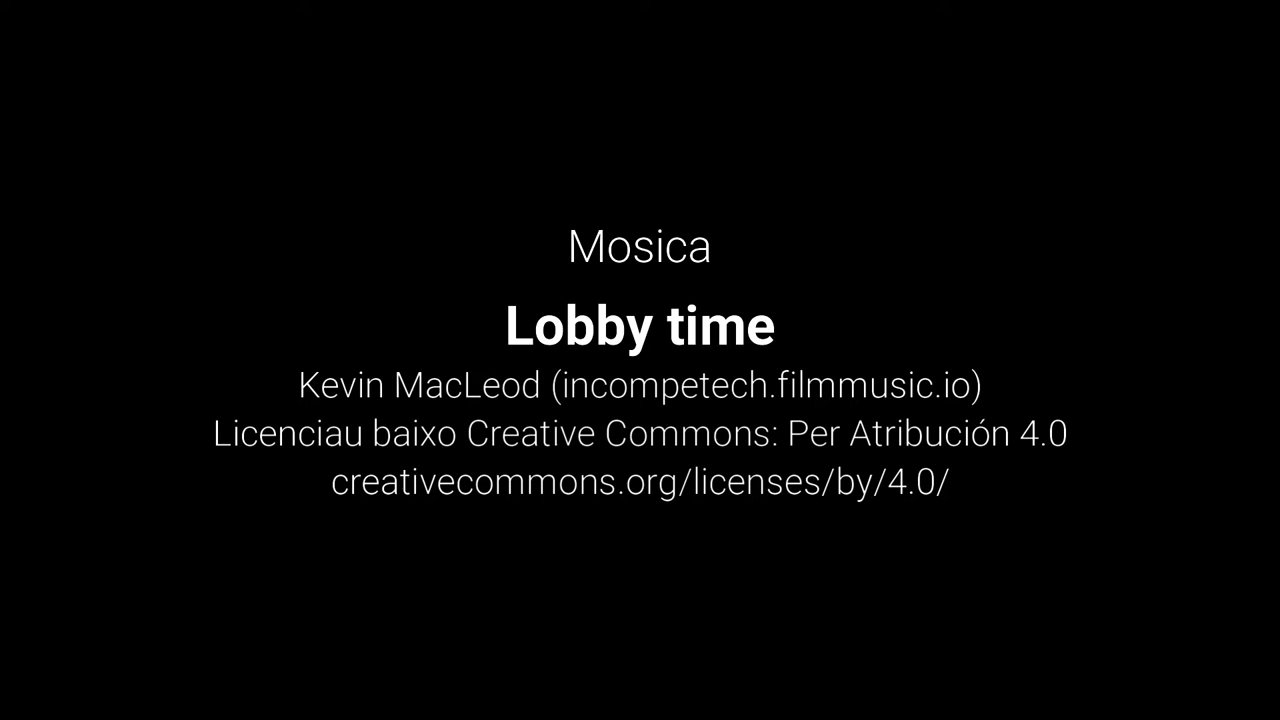 Mosica
Lobby time
Kevin MacLeod (incompetech.filmmusic.io)
Licenciau baixo Creative Commons: Per Atribución 4.0
creativecommons.org/licenses/by/4.0/